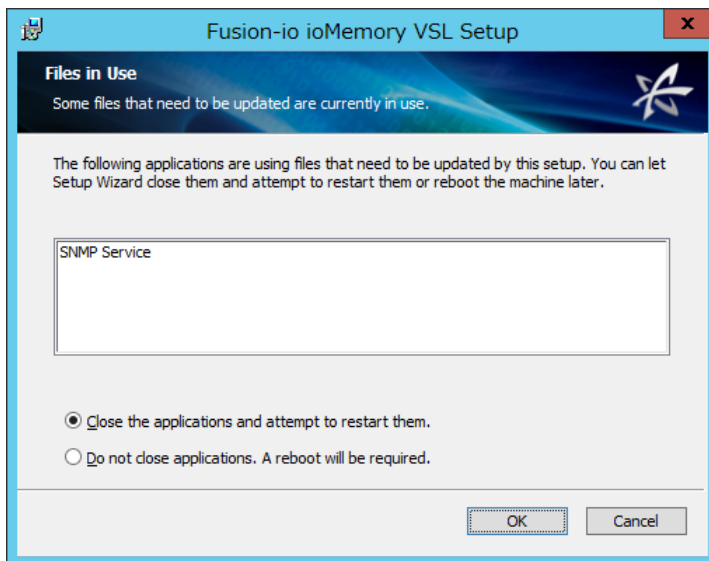 Fusion-io ioMemory VSL Setup
x
Files in Use
Some files that need to be updated are currently in use.
The following applications are using files that need to be updated by this setup. You can let
Setup Wizard close them and attempt to restart them or reboot the machine later.
SNMP Service
Close the applications and attempt to restart them.
Do not close applications. A reboot will be required.
OK Cancel